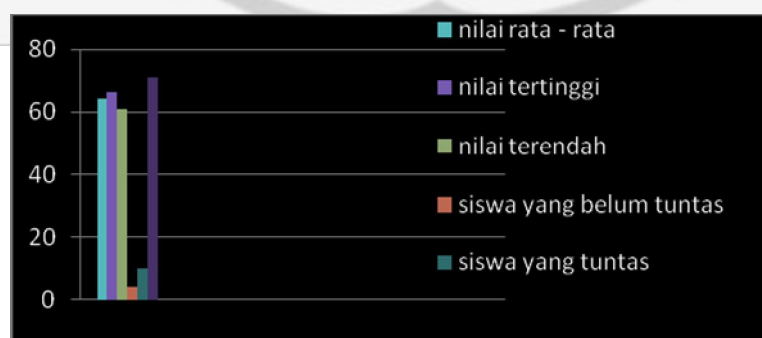 80
60
40
20
0
nilai rata - rata
nilai tertinggi
nilai terendah
siswa yang belum tuntas
siswa yang tuntas